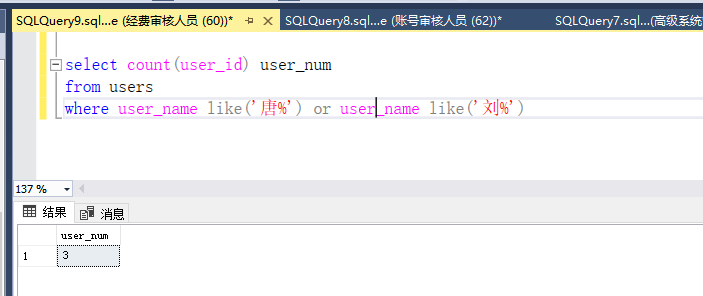 SQLQuery9.sql...e (经费审核人员 (60))* SQLQuery8.sql...e (账号审核人员 (62))* SQLQuery7.sql...(高级系统
select count(user_id) user_num
from users
where user_name like('唐%') or user_name like('刘%')
137 %
结果 消息
user_num
1 3